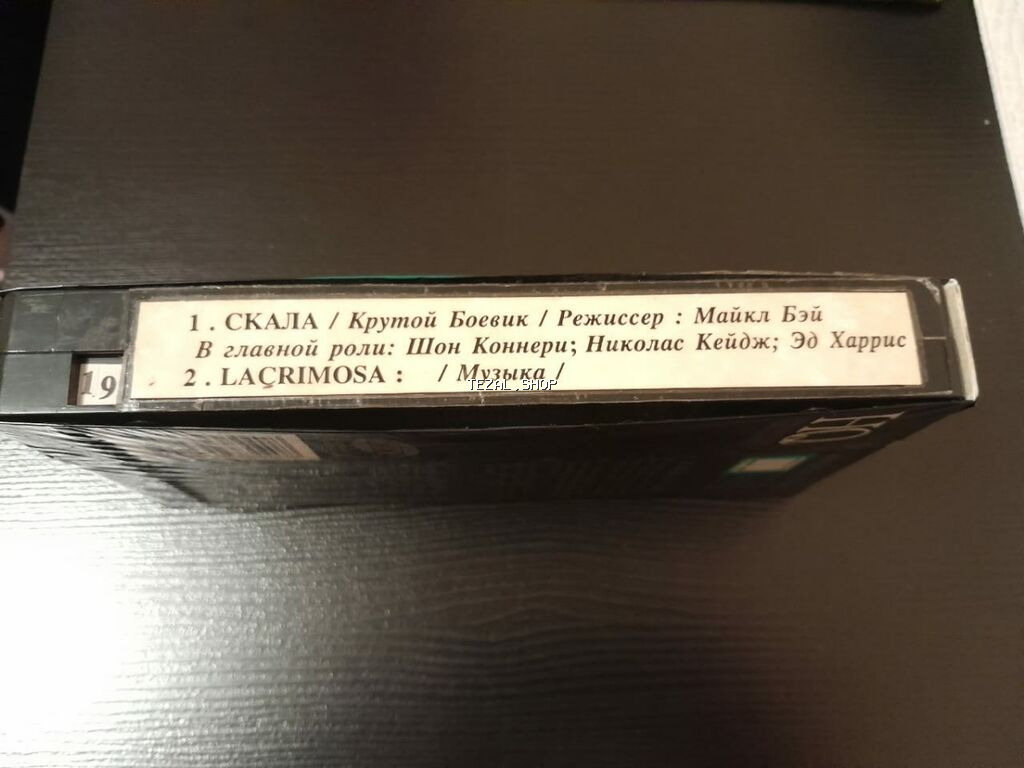 1 . СКАЛА / Крутой Боевик / Режиссер : Майкл Бэй
В главной роли: Шон Коннери; Николас Кейдж; Эд Харрис
2 . LACRIMOSA : / Музыка /
19
TEZAL.SHOP